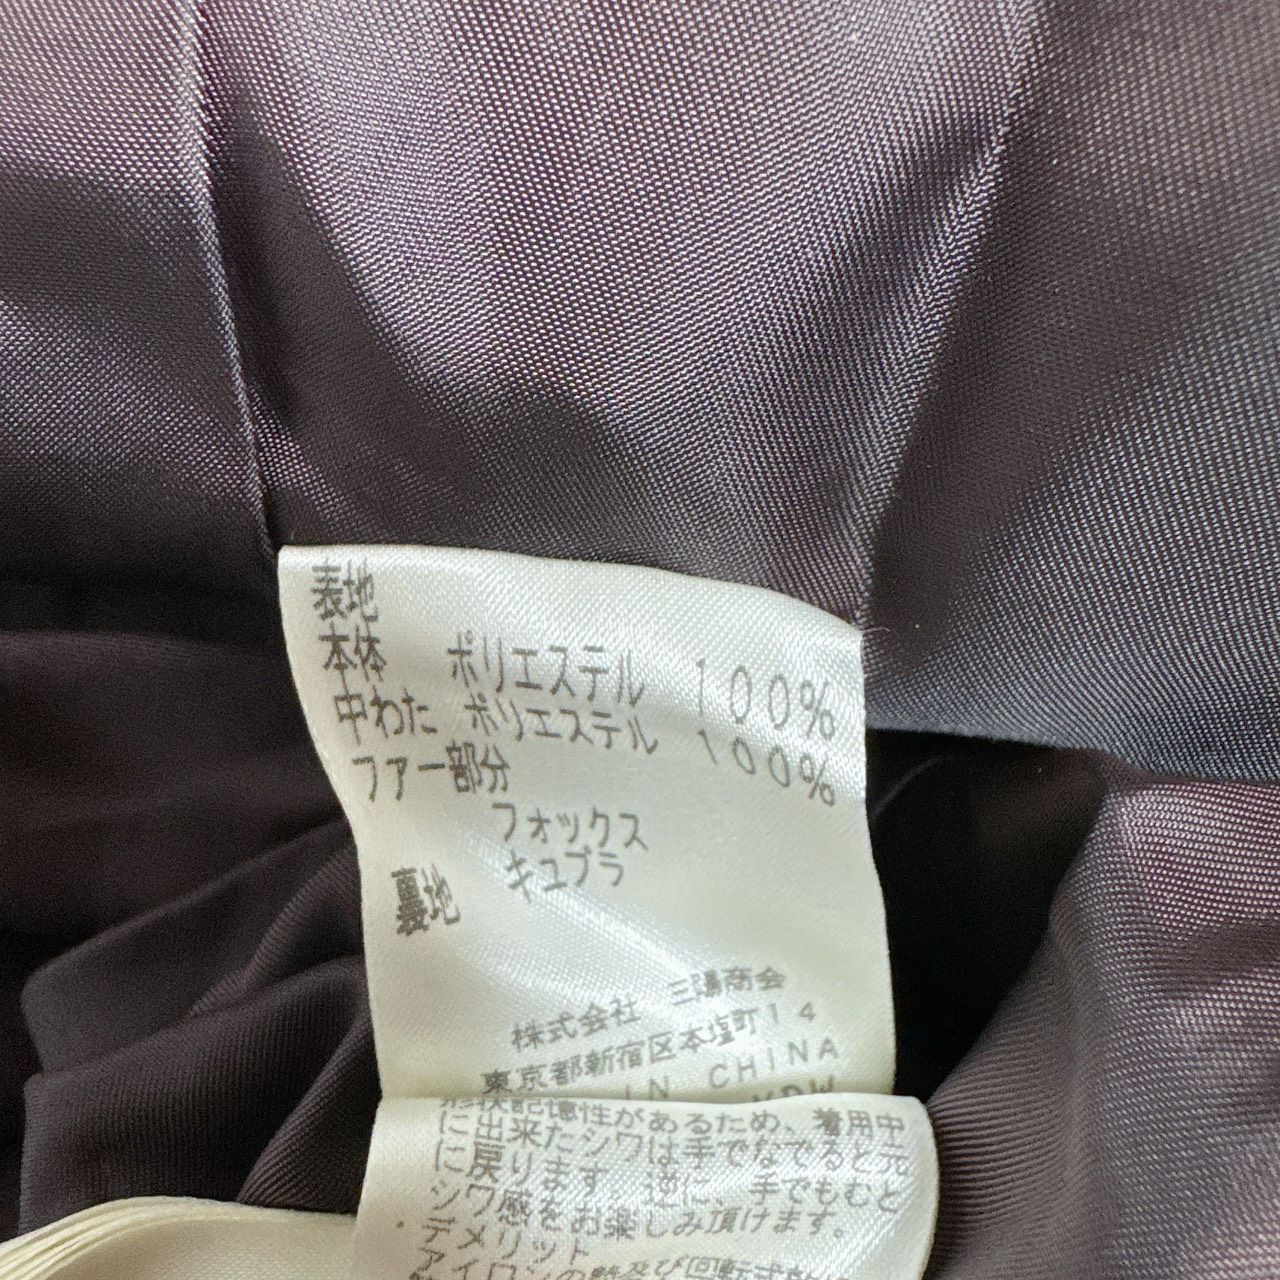 表地
本体 ポリエステル 100%
中わた ポリエステル 100%
ファー部分
フォックス
裏地 キュプラ
株式会社 三陽商会
東京都新宿区本塩町14
IN CHINA
記憶性があるため、着用中
に出来たシワは手でなでると元
に戻ります。逆に、手でもむと
シワ感をお楽しみ頂けます。
・デメリット
アイロンの